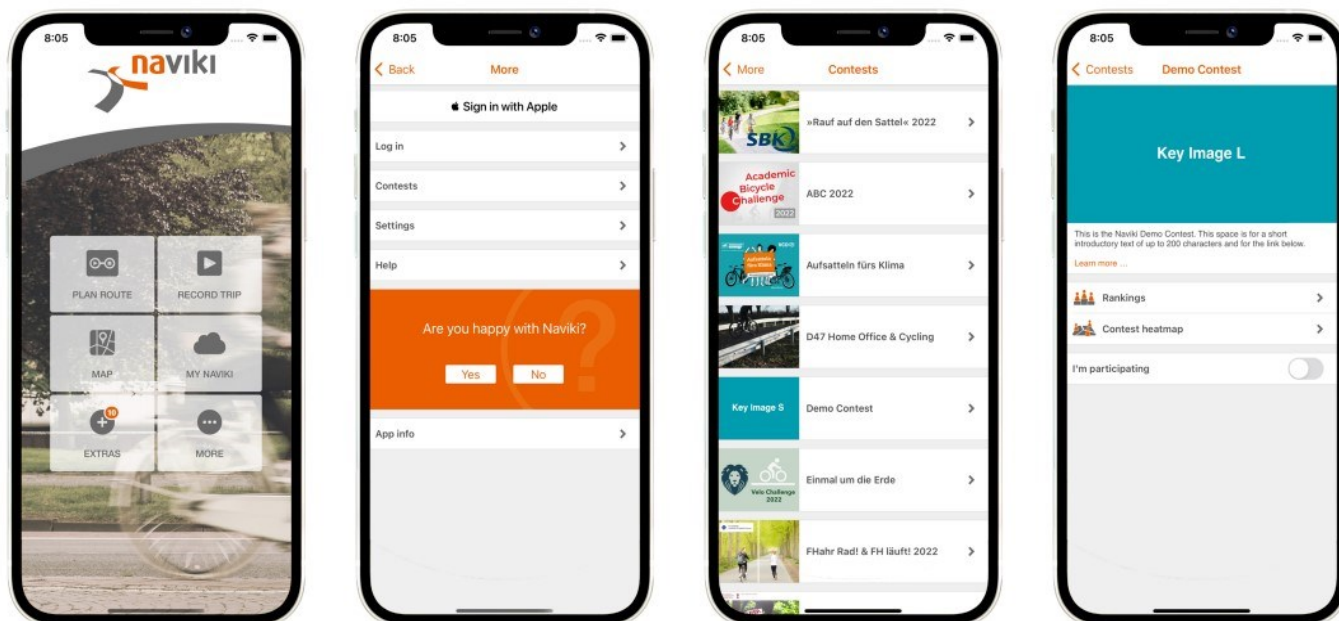 8:05
naviki
PLAN ROUTE
RECORD TRIP
MAP
MY NAVIKI
10
EXTRAS
MORE
8:05
Back
More
Sign in with Apple
Log in
Contests
Settings
Help
Are you happy with Naviki?
Yes
No
App info
8:05
More
Contests
SBK
»Rauf auf den Sattel« 2022
Academic
Bicycle
Challenge
2022
ABC 2022
Aufsatteln
fürs Klima
Aufsatteln fürs Klima
D47 Home Office & Cycling
Key Image S
Demo Contest
Velo Challenge
2022
Einmal um die Erde
FHahr Rad! & FH läuft! 2022
8:05
Contests
Demo Contest
Key Image L
This is the Naviki Demo Contest. This space is for a short
introductory text of up to 200 characters and for the link below.
Learn more ...
Rankings
Contest heatmap
I'm participating